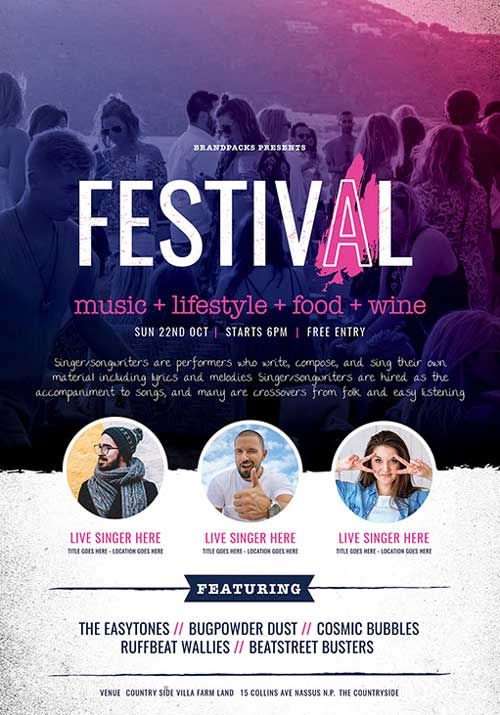 BRANDPACKS PRESENTS
FESTIVAL
music + lifestyle + food + wine
SUN 22ND OCT | STARTS 6PM | FREE ENTRY
Singer/songwriters are performers who write, compose, and sing their own
material including lyrics and melodies. Singer/songwriters are hired as the
accompaniment to songs, and many are crossovers from folk and easy listening
LIVE SINGER HERE LIVE SINGER HERE LIVE SINGER HERE
TITLE GOES HERE - LOCATION GOES HERE TITLE GOES HERE - LOCATION GOES HERE TITLE GOES HERE - LOCATION GOES HERE
FEATURING
THE EASYTONES // BUGPOWDER DUST // COSMIC BUBBLES
RUFFBEAT WALLIES // BEATSTREET BUSTERS
VENUE COUNTRY SIDE VILLA FARM LAND 15 COLLINS AVE NASSUS N.P. THE COUNTRYSIDE